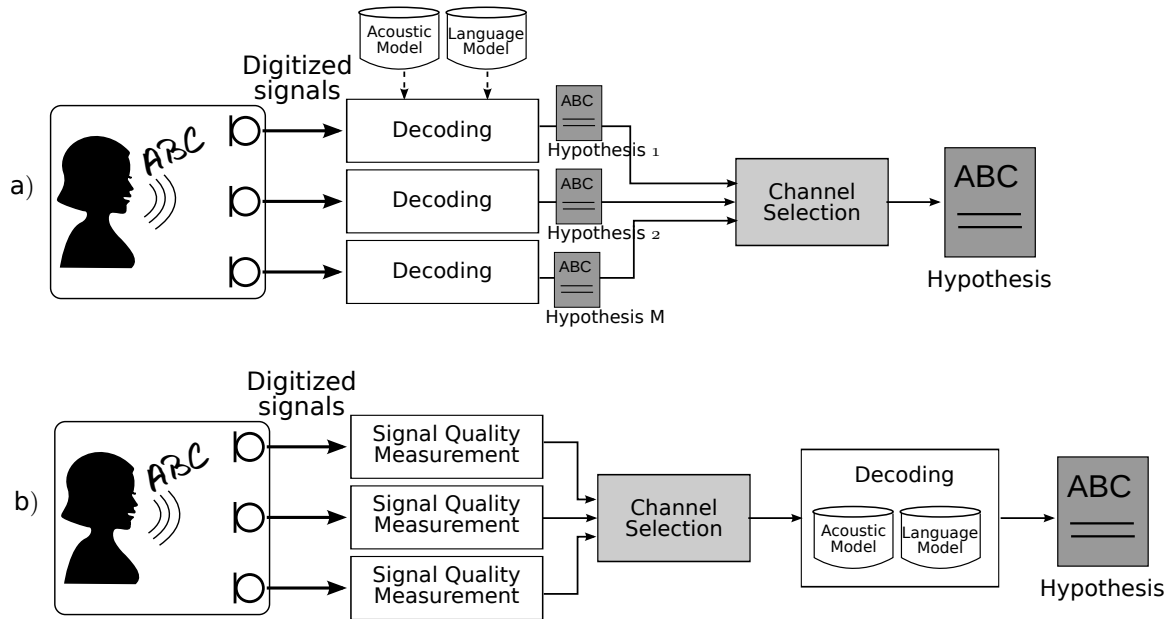 Acoustic
Model
Language
Model
Digitized
signals
ABC
a)
Decoding
ABC
Hypothesis 1
Decoding
ABC
Hypothesis 2
Decoding
ABC
Hypothesis M
Channel
Selection
ABC
Hypothesis
Digitized
signals
ABC
b)
Signal Quality
Measurement
Signal Quality
Measurement
Signal Quality
Measurement
Channel
Selection
Decoding
Acoustic
Model
Language
Model
ABC
Hypothesis